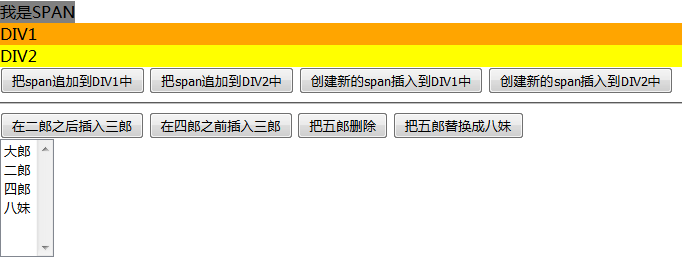 我是SPAN
DIV1
DIV2
把span追加到DIV1中 把span追加到DIV2中 创建新的span插入到DIV1中 创建新的span插入到DIV2中
在二郎之后插入三郎 在四郎之前插入三郎 把五郎删除 把五郎替换成八妹
大郎
二郎
四郎
八妹